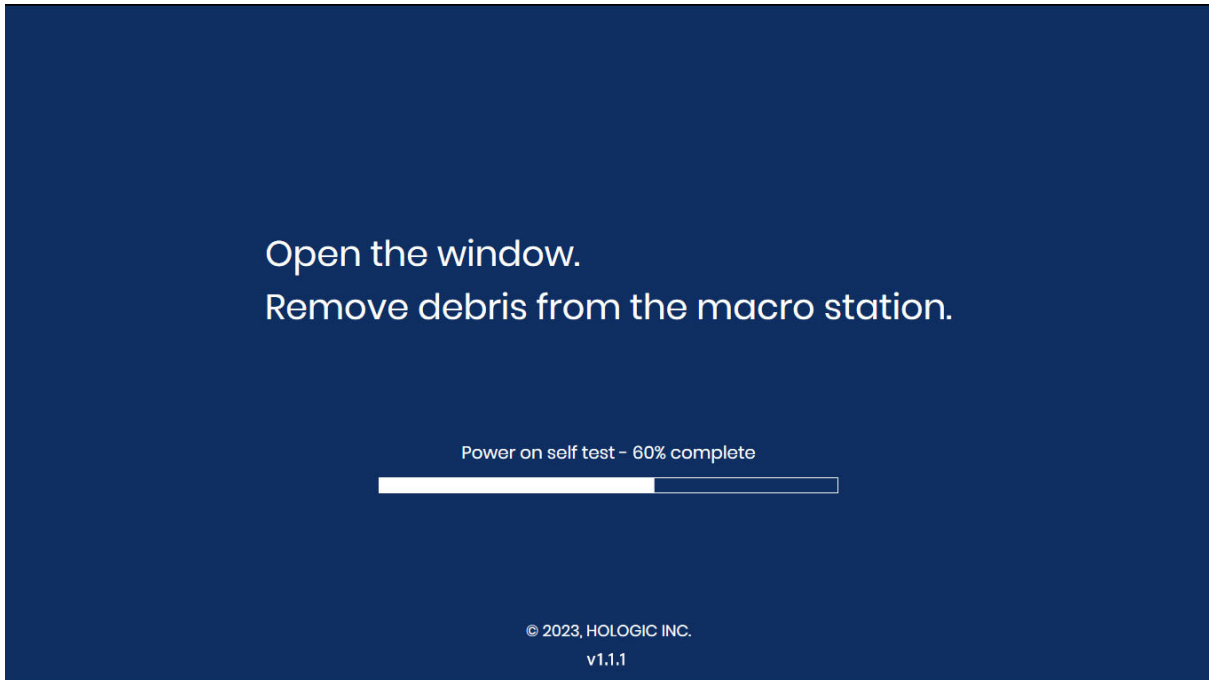 Open the window.
Remove debris from the macro station.
Power on self test - 60% complete
© 2023, HOLOGIC INC.
v1.1.1